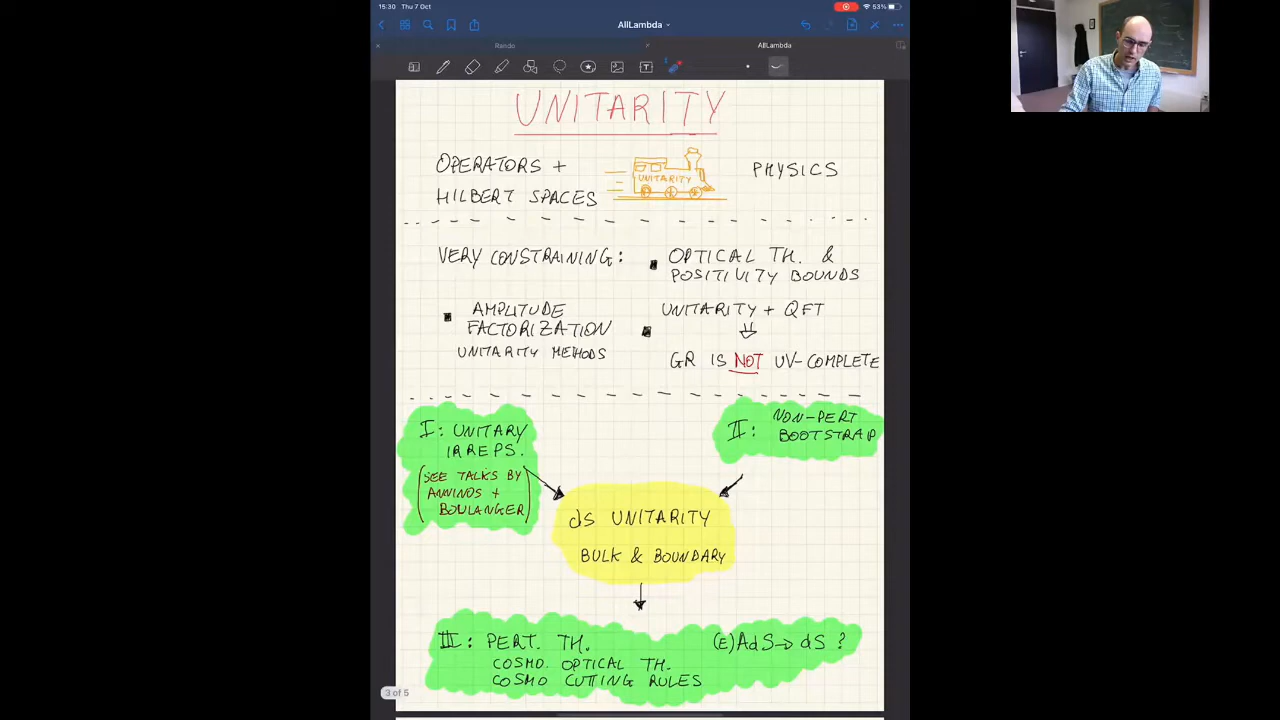 15:30 Thu 7 Oct
53%
AllLambda
Rando
AllLambda
UNITARITY
OPERATORS +
HILBERT SPACES
UNITARITY
PHYSICS
VERY CONSTRAINING:
OPTICAL TH. &
POSITIVITY BOUNDS
AMPLITUDE
FACTORIZATION
UNITARITY METHODS
UNITARITY + QFT
GR IS NOT UV-COMPLETE
I: UNITARY
IRREPS.
(SEE TALKS BY
ANNINOS +
BOULANGER)
II: NON-PERT
BOOTSTRAP
dS UNITARITY
BULK & BOUNDARY
III: PERT. TH.
COSMO. OPTICAL TH.
COSMO CUTTING RULES
(E)AdS→dS ?
3 of 5